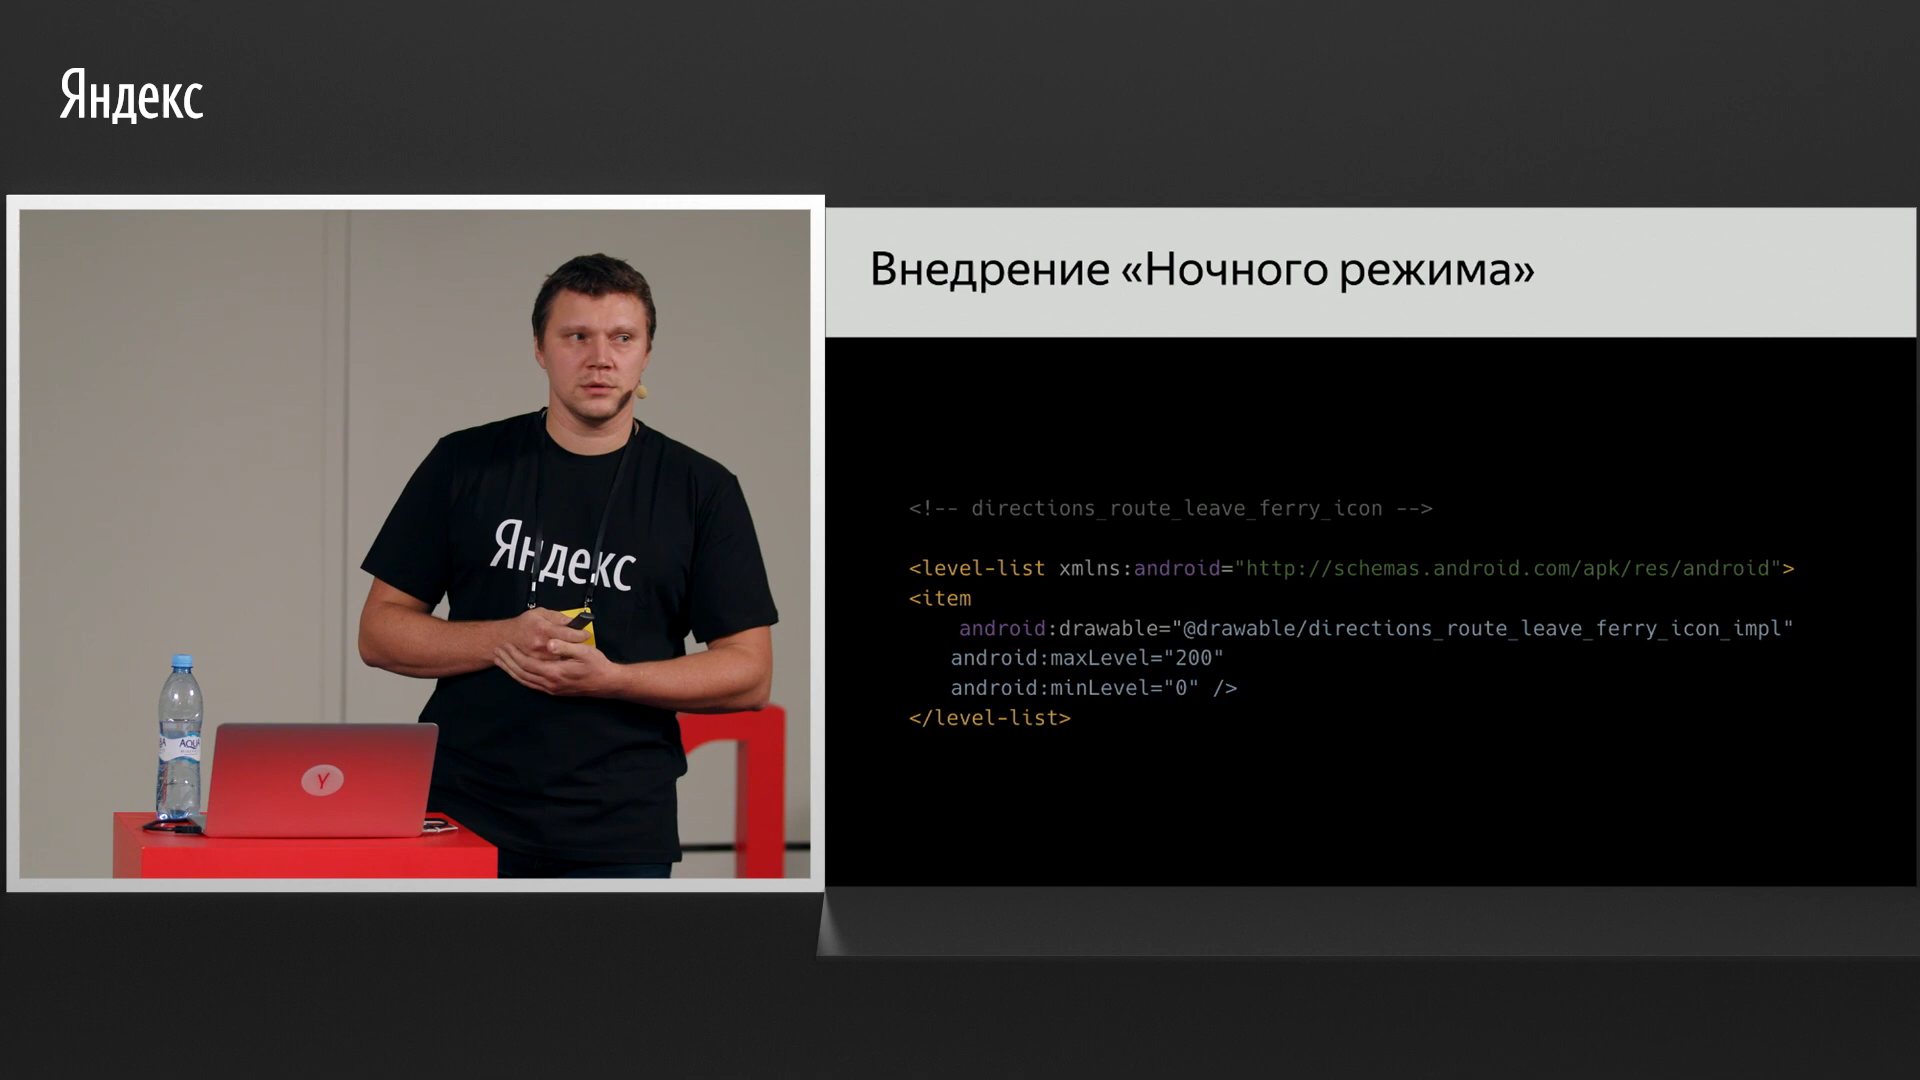 Яндекс
Внедрение «Ночного режима»
<!-- directions_route_leave_ferry_icon -->
<level-list xmlns:android="http://schemas.android.com/apk/res/android">
<item
android:drawable="@drawable/directions_route_leave_ferry_icon_impl"
android:maxLevel="200"
android:minLevel="0" />
</level-list>
Яндекс
AQUA
Y